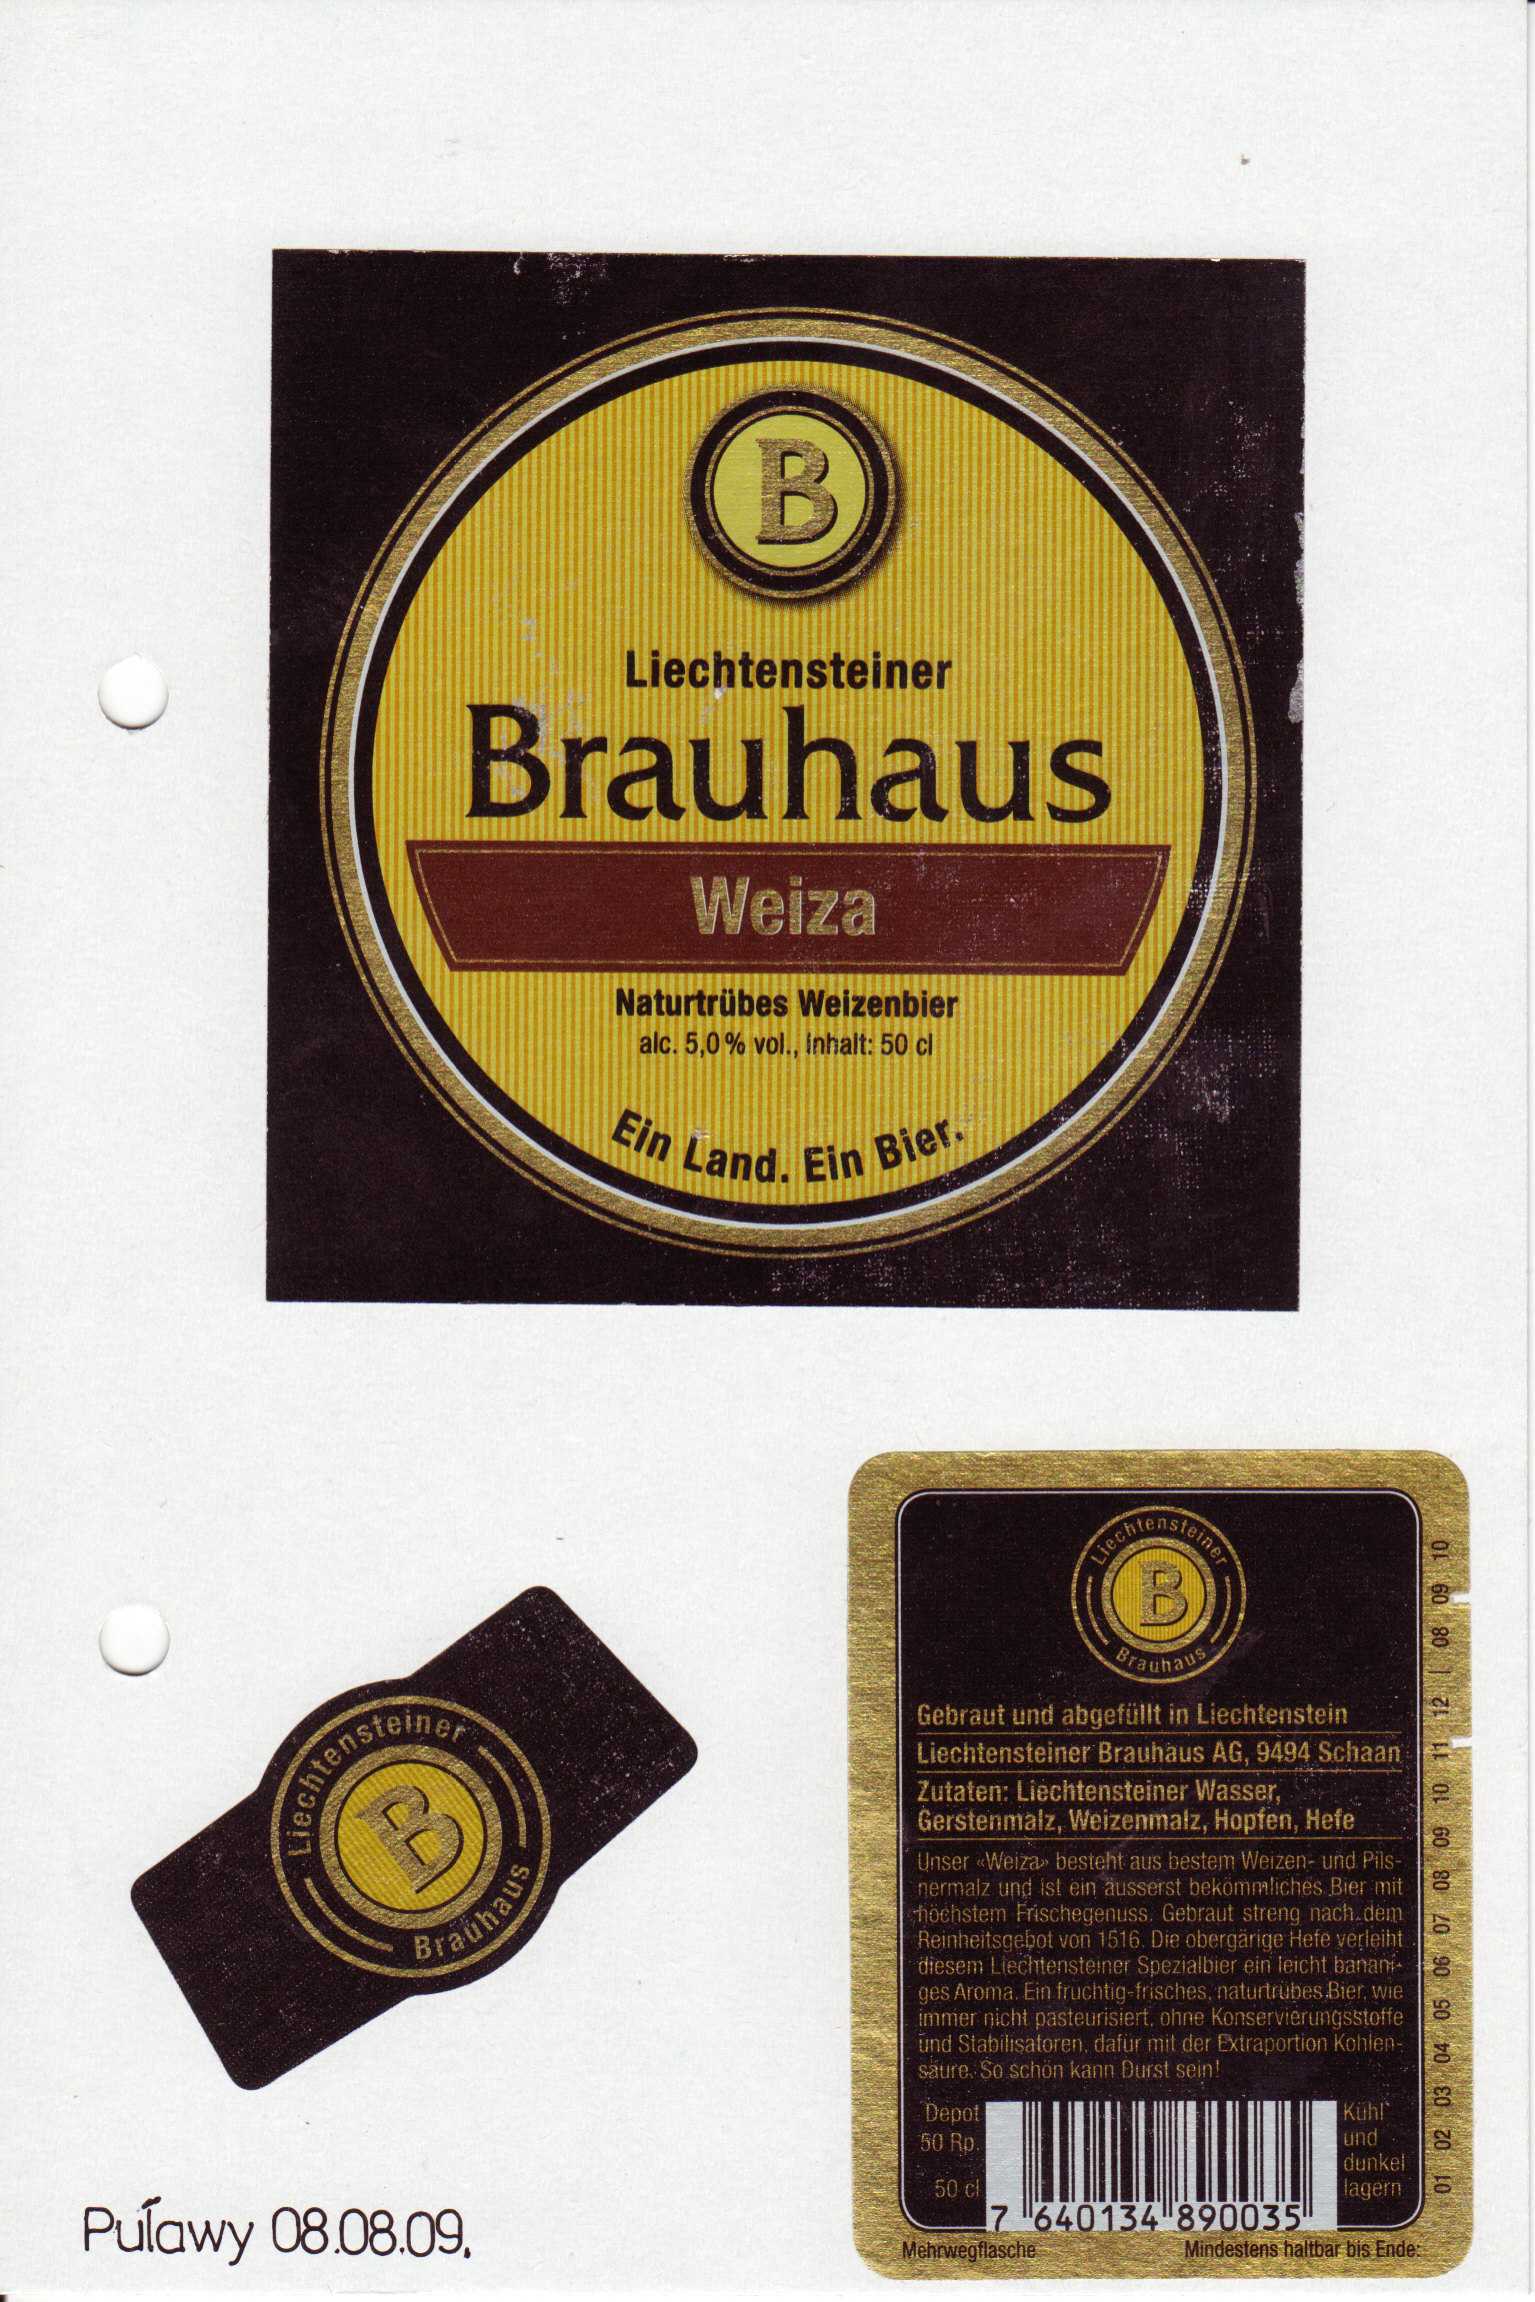 B
Liechtensteiner
Brauhaus
Weiza
Naturtrübes Weizenbier
alc. 5,0% vol., Inhalt: 50 cl
Ein Land. Ein Bier.
Liechtensteiner
B
Brauhaus
Liechtensteiner
B
Brauhaus
Gebraut und abgefüllt in Liechtenstein
Liechtensteiner Brauhaus AG, 9494 Schaan
Zutaten: Liechtensteiner Wasser,
Gerstenmalz, Weizenmalz, Hopfen, Hefe
Unser «Weiza» besteht aus bestem Weizen- und Pils-
nermalz und ist ein äusserst bekömmliches Bier mit
höchstem Frischegenuss. Gebraut streng nach dem
Reinheitsgebot von 1516. Die obergärige Hefe verleiht
diesem Liechtensteiner Spezialbier ein leicht banani-
ges Aroma. Ein fruchtig-frisches, naturtrübes Bier, wie
immer nicht pasteurisiert, ohne Konservierungsstoffe
und Stabilisatoren, dafür mit der Extraportion Kohlen-
säure. So schön kann Durst sein!
Depot
50 Rp.
50 cl
Kühl
und
dunkel
lagern
7 640134 890035
Mehrwegflasche
Mindestens haltbar bis Ende:
01 02 03 04 05 06 07 08 09 10 11 12 | 08 09 10
Puławy 08.08.09.